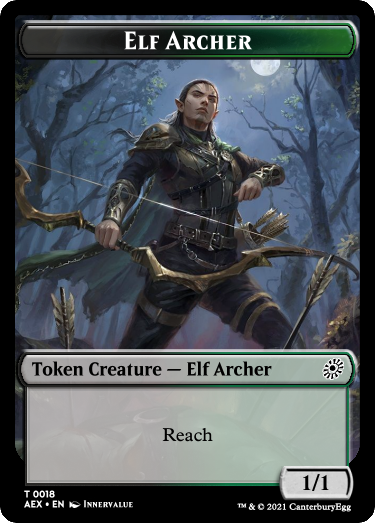 Elf Archer
Token Creature — Elf Archer
Reach
1/1
T 0018
AEX • EN Innervalue
™ & © 2021 CanterburyEgg